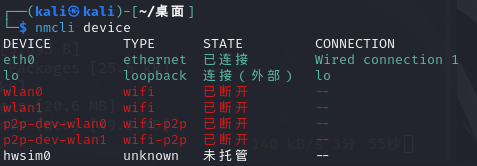 ┌──(kali㉿kali)-[~/桌面]
└─$ nmcli device
DEVICE TYPE STATE CONNECTION
eth0 ethernet 已连接 Wired connection 1
lo loopback 连接（外部） lo
wlan0 wifi 已断开 --
wlan1 wifi 已断开 --
p2p-dev-wlan0 wifi-p2p 已断开 --
p2p-dev-wlan1 wifi-p2p 已断开 --
hwsim0 unknown 未托管 --